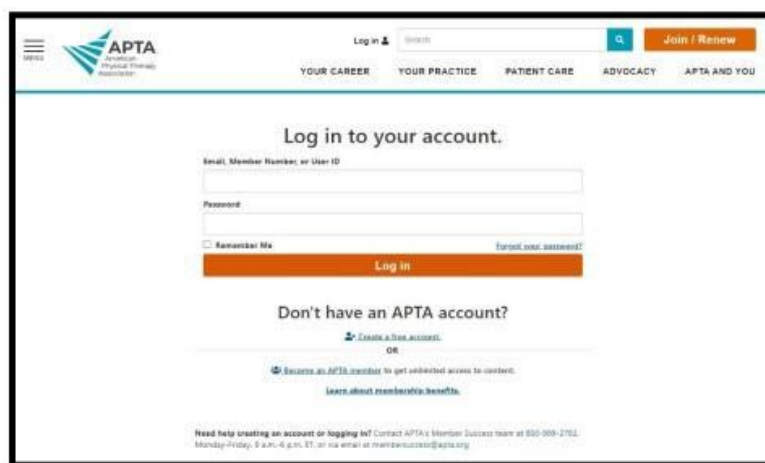 Log in
Search
Join / Renew
MENU
APTA
American
Physical Therapy
Association
YOUR CAREER YOUR PRACTICE PATIENT CARE ADVOCACY APTA AND YOU
Log in to your account.
Email, Member Number, or User ID
Password
Remember Me Forgot your password?
Log in
Don't have an APTA account?
Create a free account.
OR
Become an APTA member to get unlimited access to content.
Learn about membership benefits.
Need help creating an account or logging in? Contact APTA's Member Success team at
Monday-Friday, 8 a.m.-6 p.m. ET, or via email at membersuccess@apta.org